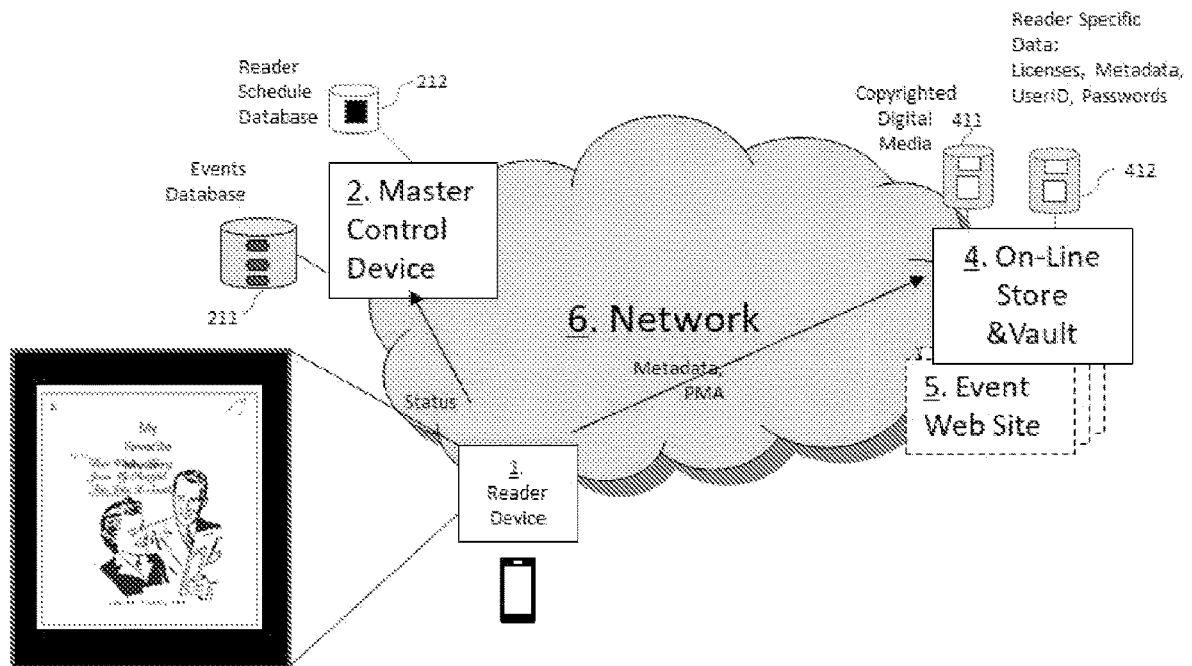 Reader
Schedule
Database
212
Events
Database
211
2. Master
Control
Device
Reader Specific
Data:
Licenses, Metadata,
UserID, Passwords
Copyrighted
Digital
Media
411
412
4. On-Line
Store
&Vault
5. Event
Web Site
6. Network
Metadata,
PMA
Status
1.
Reader
Device
My
Favorite